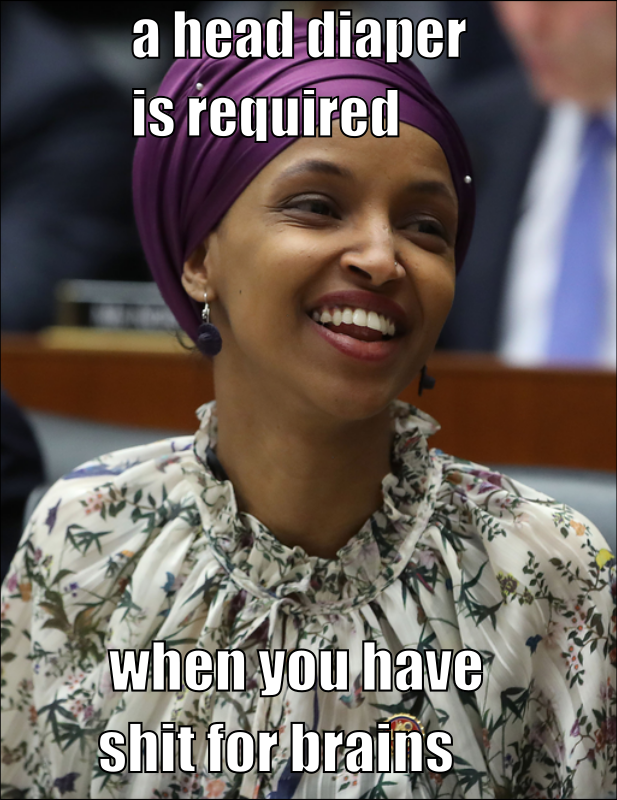 a head diaper
is required
when you have
shit for brains